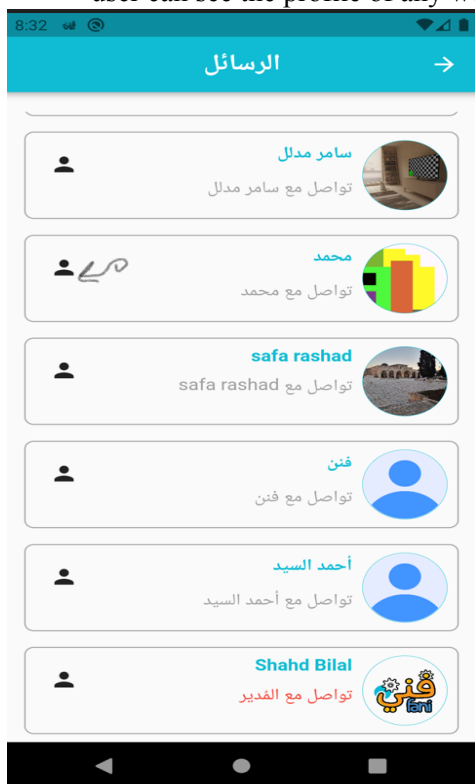 user can see the profile of any w
8:32
الرسائل
سامر مدلل
تواصل مع سامر مدلل
محمد
تواصل مع محمد
safa rashad
تواصل مع safa rashad
فنن
تواصل مع فنن
أحمد السيد
تواصل مع أحمد السيد
Shahd Bilal
تواصل مع المُدير
فني
fani